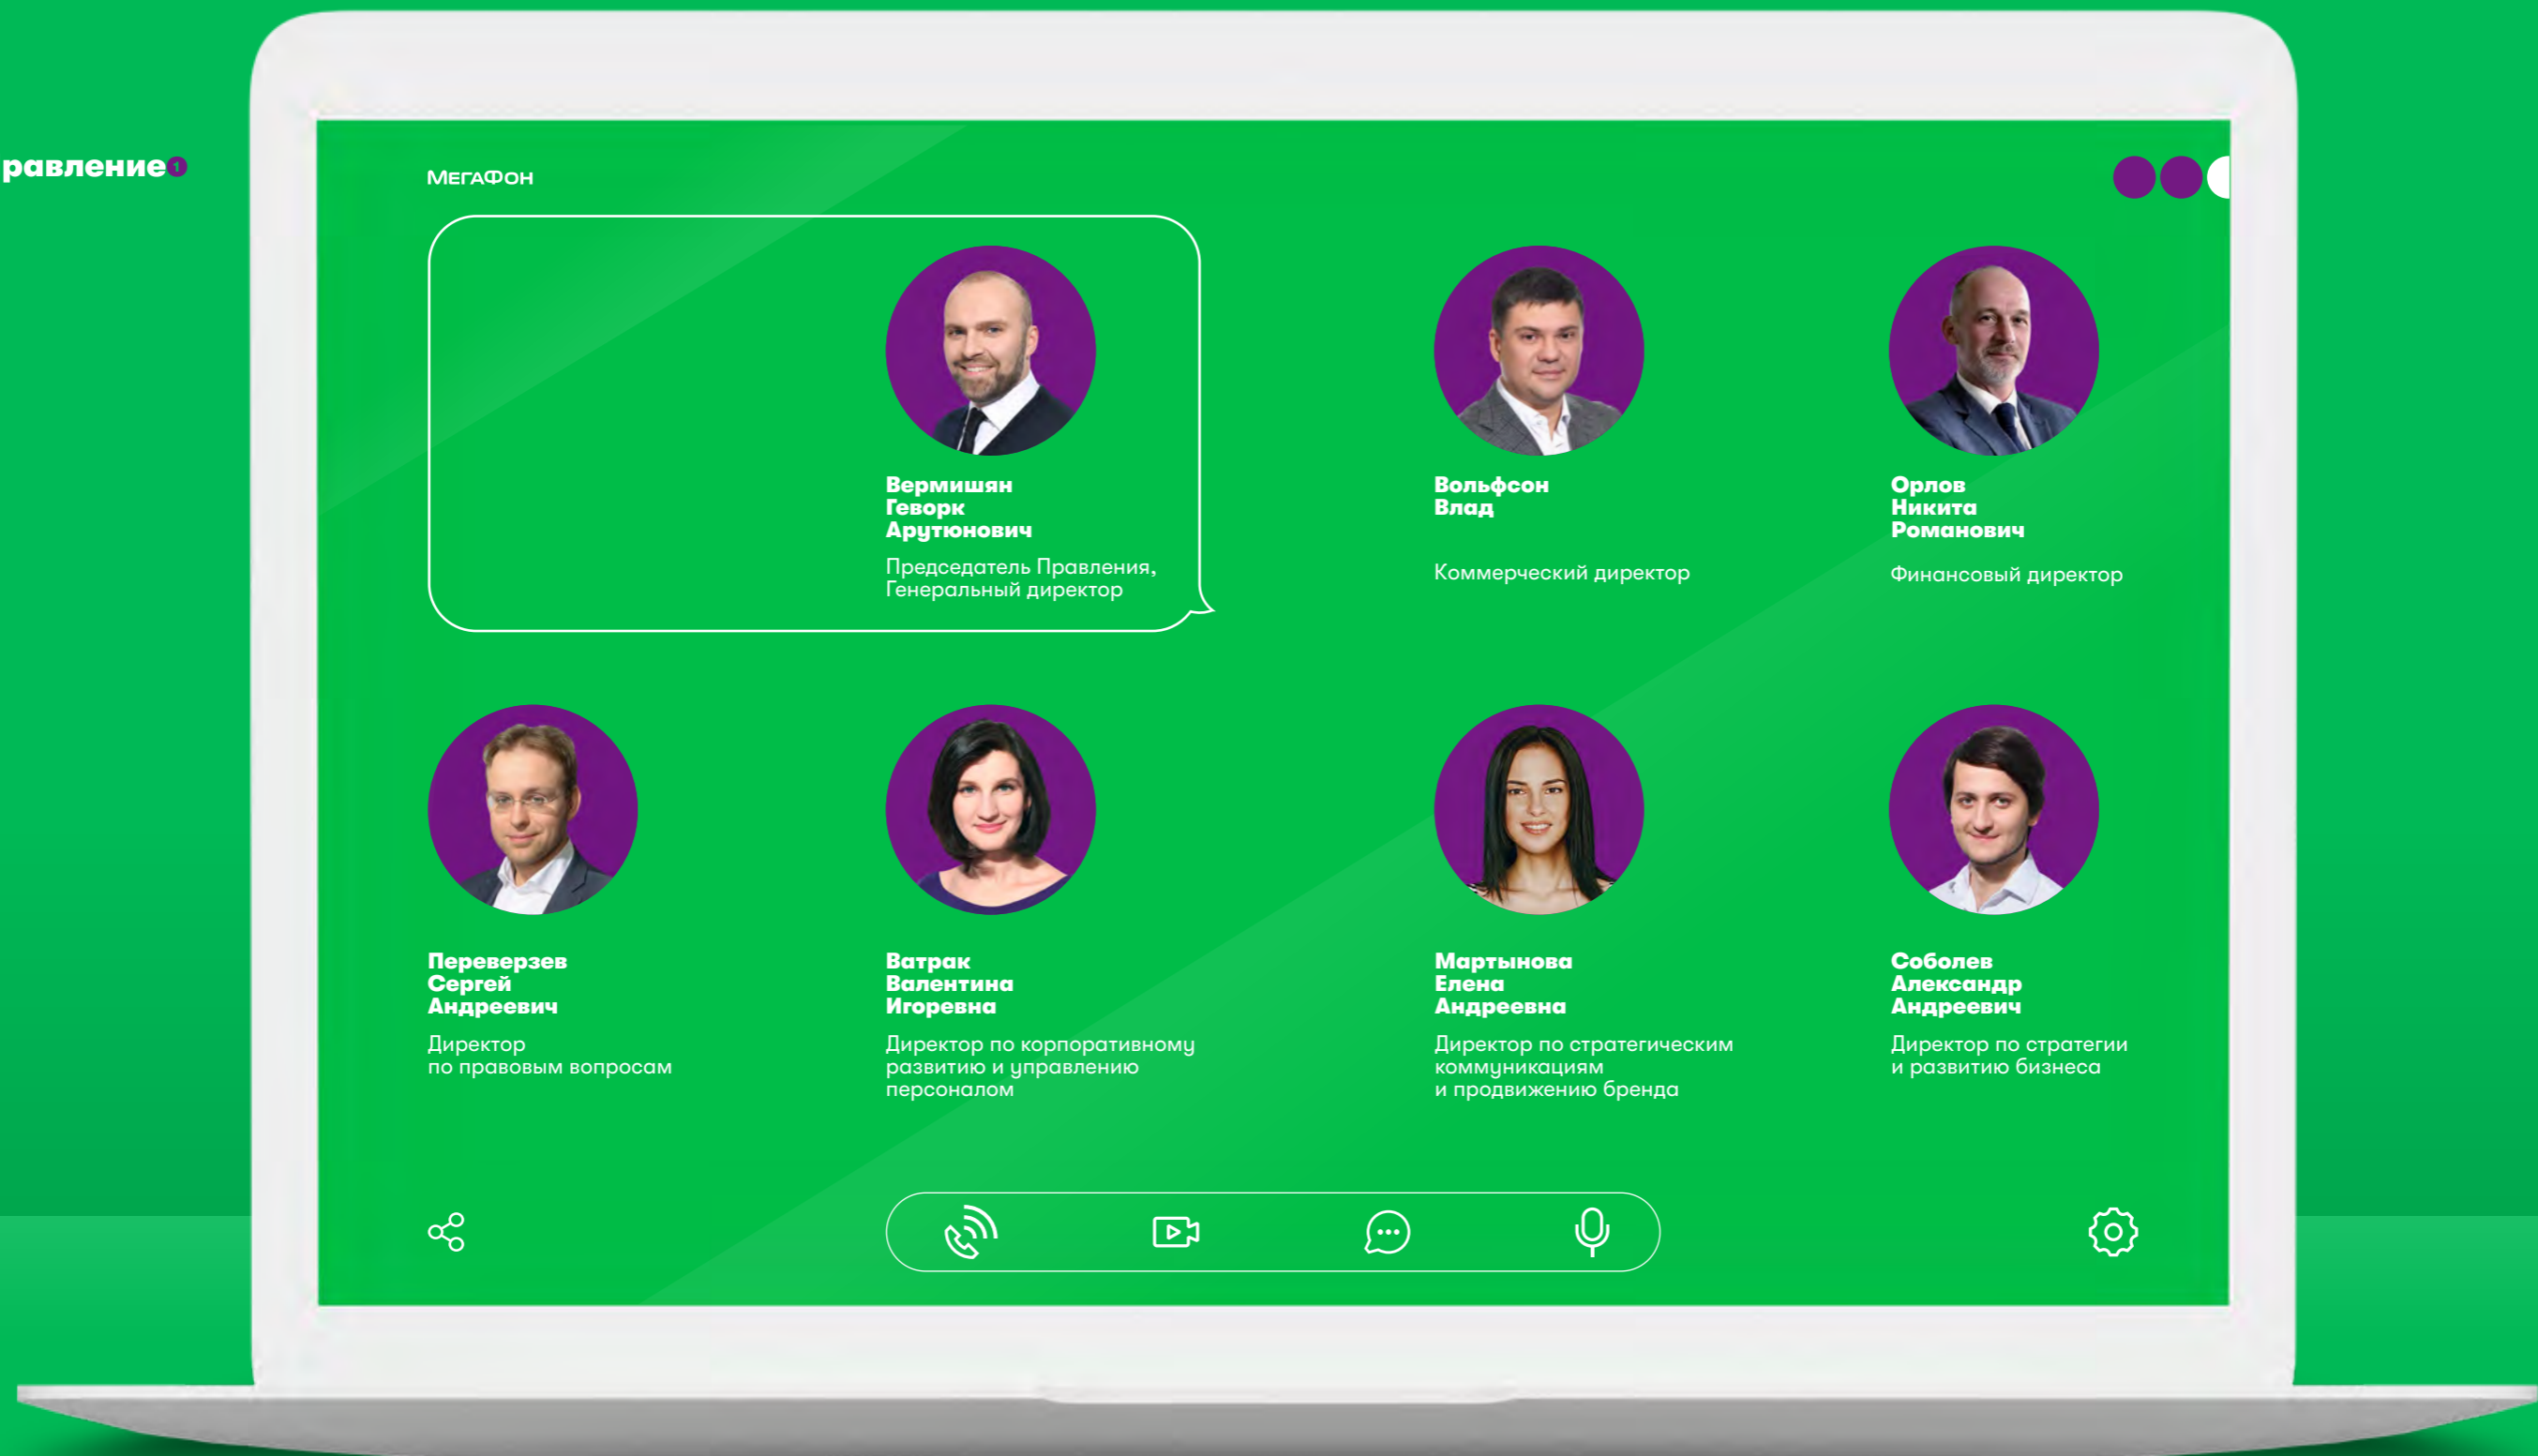 равление1
МЕГАФОН
Вермишян
Геворк
Арутюнович
Председатель Правления,
Генеральный директор
Вольфсон
Влад
Коммерческий директор
Орлов
Никита
Романович
Финансовый директор
Переверзев
Сергей
Андреевич
Директор
по правовым вопросам
Ватрак
Валентина
Игоревна
Директор по корпоративному
развитию и управлению
персоналом
Мартынова
Елена
Андреевна
Директор по стратегическим
коммуникациям
и продвижению бренда
Соболев
Александр
Андреевич
Директор по стратегии
и развитию бизнеса